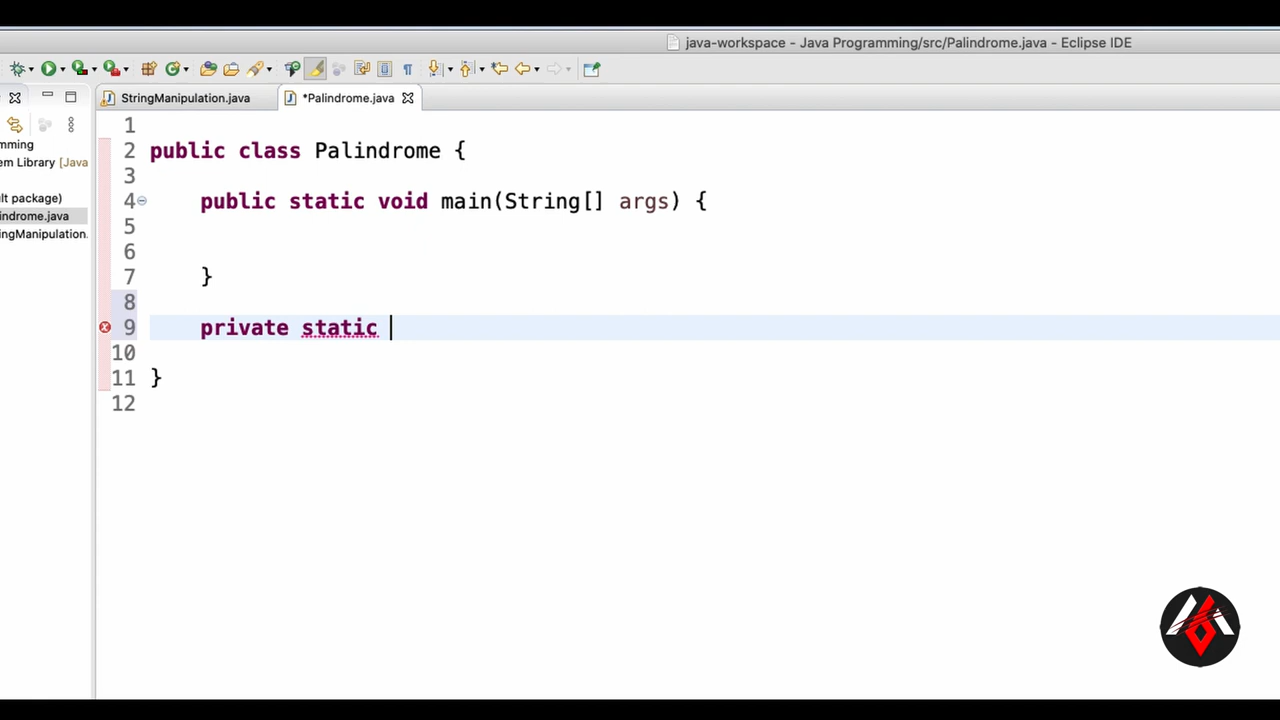 java-workspace - Java Programming/src/Palindrome.java - Eclipse IDE
StringManipulation.java
*Palindrome.java
mming
em Library [Java
lt package)
indrome.java
ingManipulation.
1
2 public class Palindrome {
3
4 public static void main(String[] args) {
5
6
7 }
8
9 private static
10
11 }
12